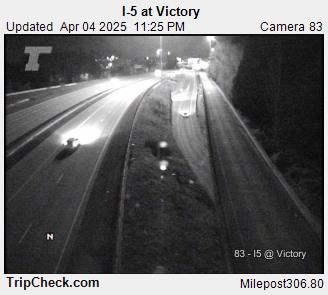 I-5 at Victory
Updated Apr 04 2025 11:25 PM Camera 83
T
N
83 - I5 @ Victory
TripCheck.com Milepost306.80